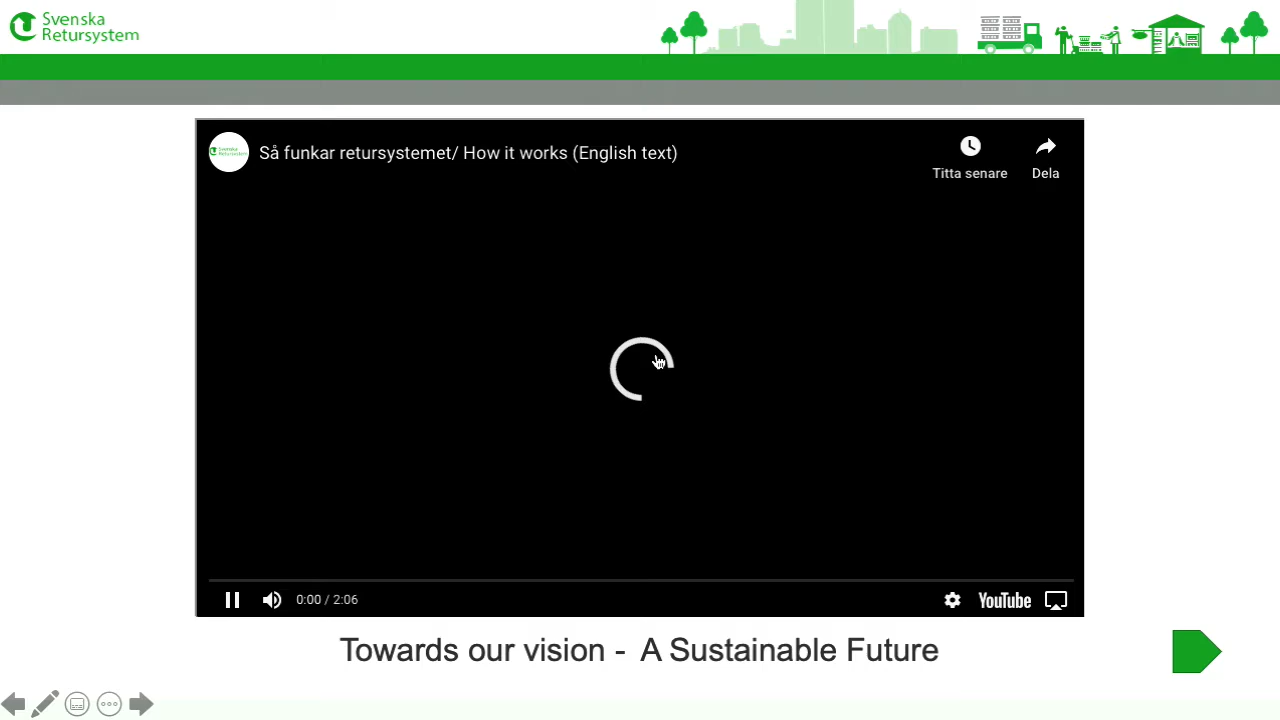 Svenska
Retursystem
Så funkar retursystemet/ How it works (English text)
Titta senare
Dela
0:00 / 2:06
YouTube
Towards our vision - A Sustainable Future